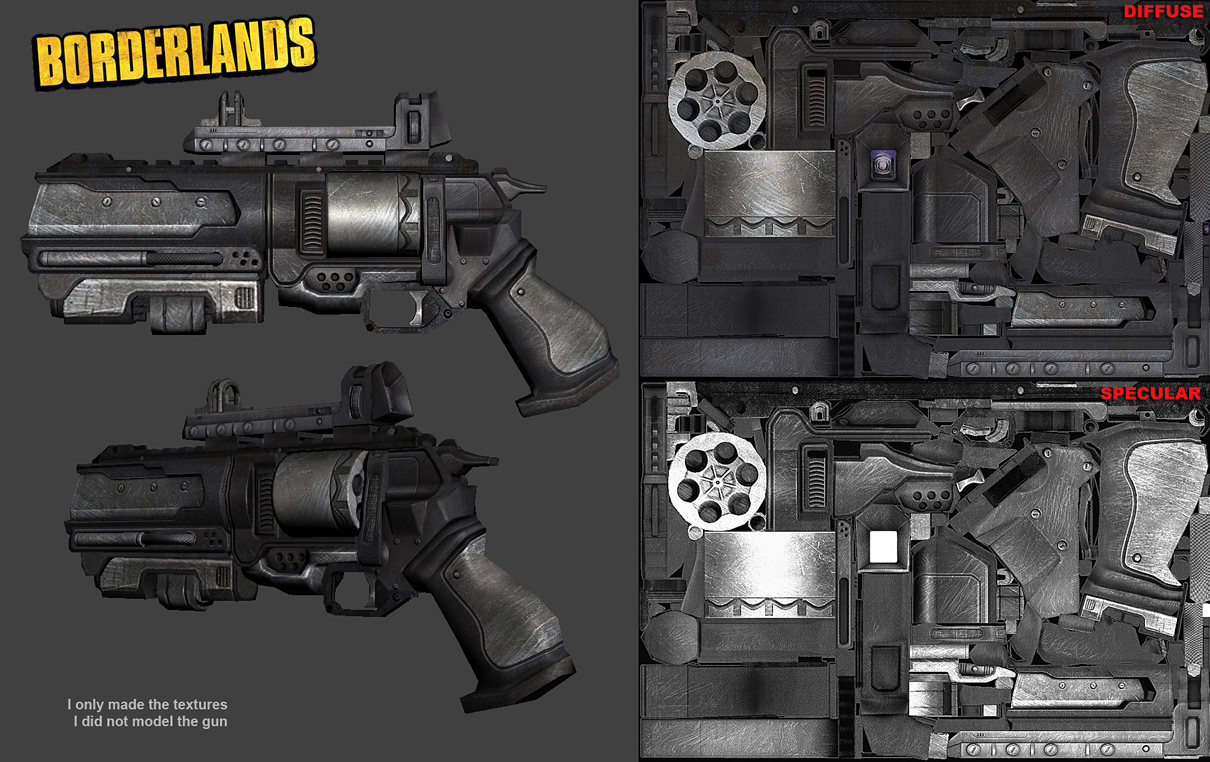 BORDERLANDS
DIFFUSE
SPECULAR
I only made the textures
I did not model the gun